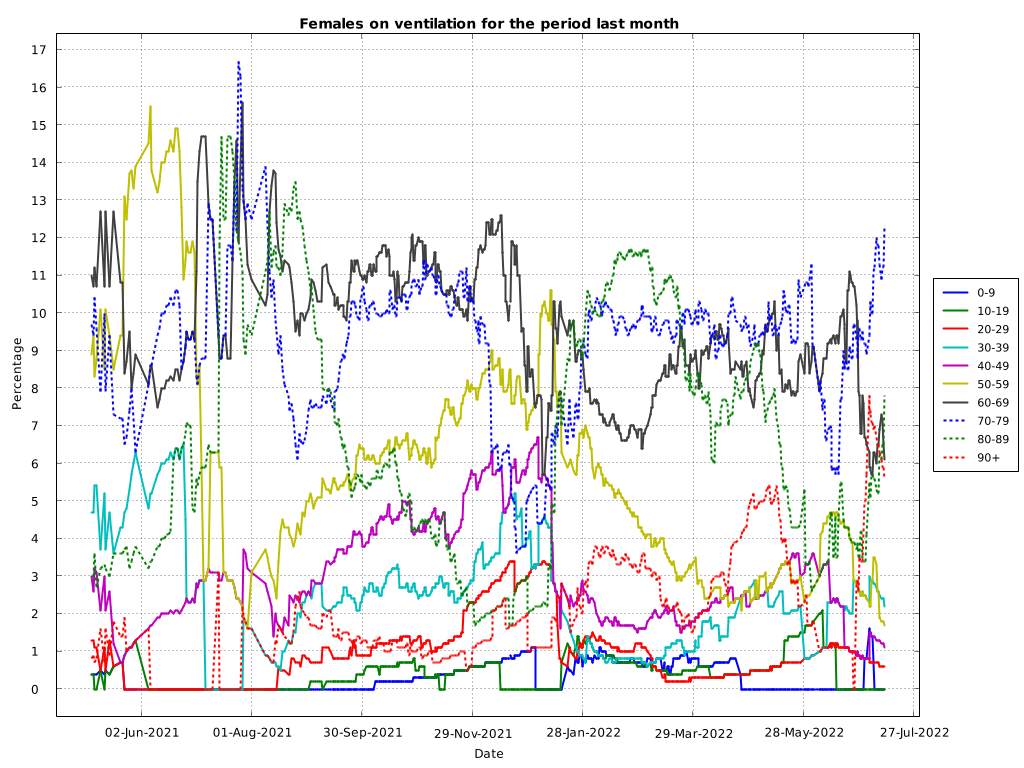 Females on ventilation for the period last month
17
16
15
14
13
12
11
10
9
8
7
6
5
4
3
2
1
0
Percentage
02-Jun-2021
01-Aug-2021
30-Sep-2021
29-Nov-2021
28-Jan-2022
29-Mar-2022
28-May-2022
27-Jul-2022
Date
0-9
10-19
20-29
30-39
40-49
50-59
60-69
70-79
80-89
90+